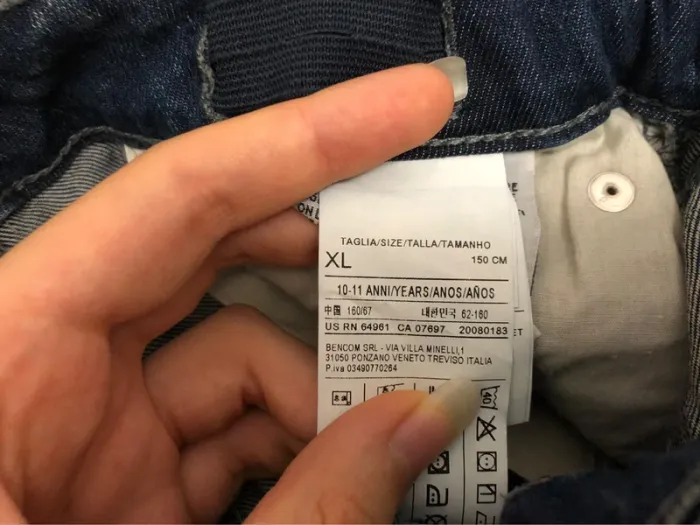 TAGLIA/SIZE/TALLA/TAMANHO
XL 150 CM
10-11 ANNI/YEARS/ANOS/AÑOS
中国 160/67 대한민국 62-160
US RN 64961 CA 07697 20080183
BENCOM SRL - VIA VILLA MINELLI,1
31050 PONZANO VENETO TREVISO ITALIA
P.iva 03490770264
40